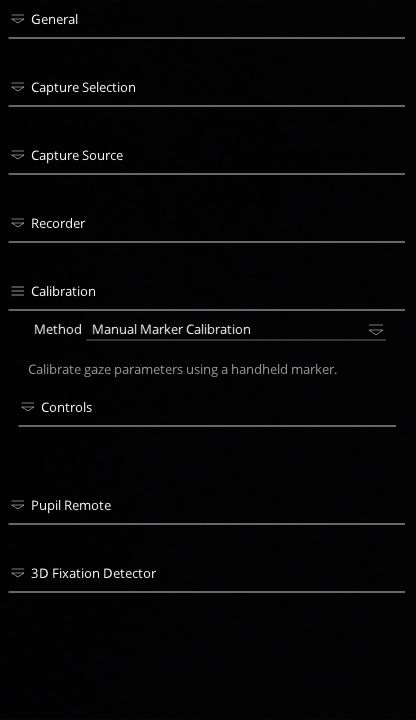 General
Capture Selection
Capture Source
Recorder
Calibration
Method Manual Marker Calibration
Calibrate gaze parameters using a handheld marker.
Controls
Pupil Remote
3D Fixation Detector